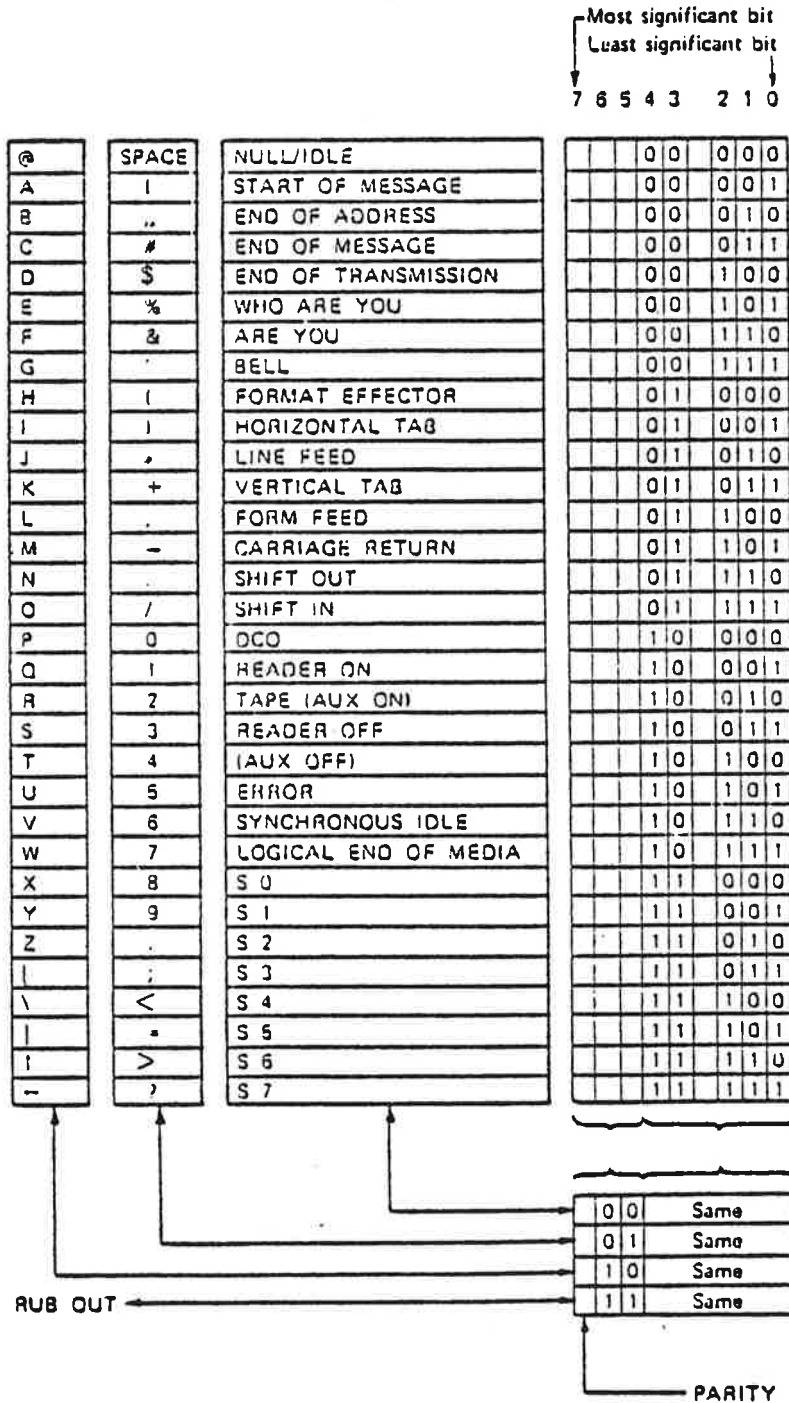 Most significant bit
Least significant bit
7 6 5 4 3 2 1 0
@ SPACE NULL/IDLE 0 0 0 0 0
A START OF MESSAGE 0 0 0 0 1
B END OF ADDRESS 0 0 0 1 0
C # END OF MESSAGE 0 0 0 1 1
D $ END OF TRANSMISSION 0 0 1 0 0
E % WHO ARE YOU 0 0 1 0 1
F & ARE YOU 0 0 1 1 0
G ' BELL 0 0 1 1 1
H ( FORMAT EFFECTOR 0 1 0 0 0
I ) HORIZONTAL TAB 0 1 0 0 1
J LINE FEED 0 1 0 1 0
K + VERTICAL TAB 0 1 0 1 1
L FORM FEED 0 1 1 0 0
M – CARRIAGE RETURN 0 1 1 0 1
N . SHIFT OUT 0 1 1 1 0
O / SHIFT IN 0 1 1 1 1
P 0 DCO 1 0 0 0 0
Q 1 READER ON 1 0 0 0 1
R 2 TAPE (AUX ON) 1 0 0 1 0
S 3 READER OFF 1 0 0 1 1
T 4 (AUX OFF) 1 0 1 0 0
U 5 ERROR 1 0 1 0 1
V 6 SYNCHRONOUS IDLE 1 0 1 1 0
W 7 LOGICAL END OF MEDIA 1 0 1 1 1
X 8 S 0 1 1 0 0 0
Y 9 S 1 1 1 0 0 1
Z S 2 1 1 0 1 0
; S 3 1 1 0 1 1
\ < S 4 1 1 1 0 0
= S 5 1 1 1 0 1
> S 6 1 1 1 1 0
S 7 1 1 1 1 1
0 0 Same
0 1 Same
1 0 Same
RUB OUT 1 1 Same
PARITY